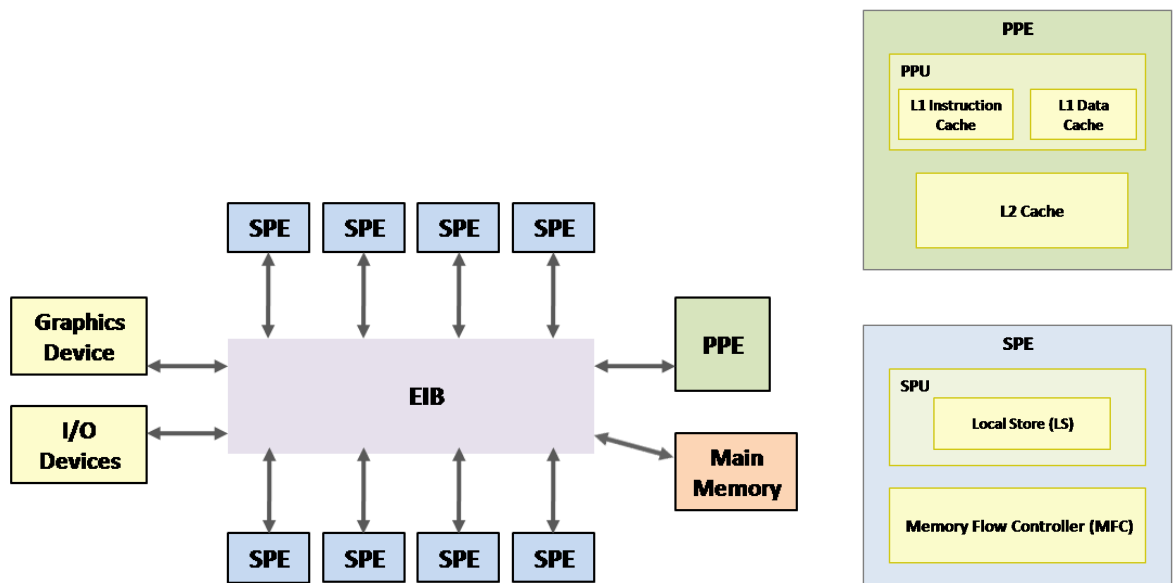 SPE
SPE
SPE
SPE
Graphics
Device
I/O
Devices
EIB
PPE
Main
Memory
SPE
SPE
SPE
SPE
PPE
PPU
L1 Instruction
Cache
L1 Data
Cache
L2 Cache
SPE
SPU
Local Store (LS)
Memory Flow Controller (MFC)